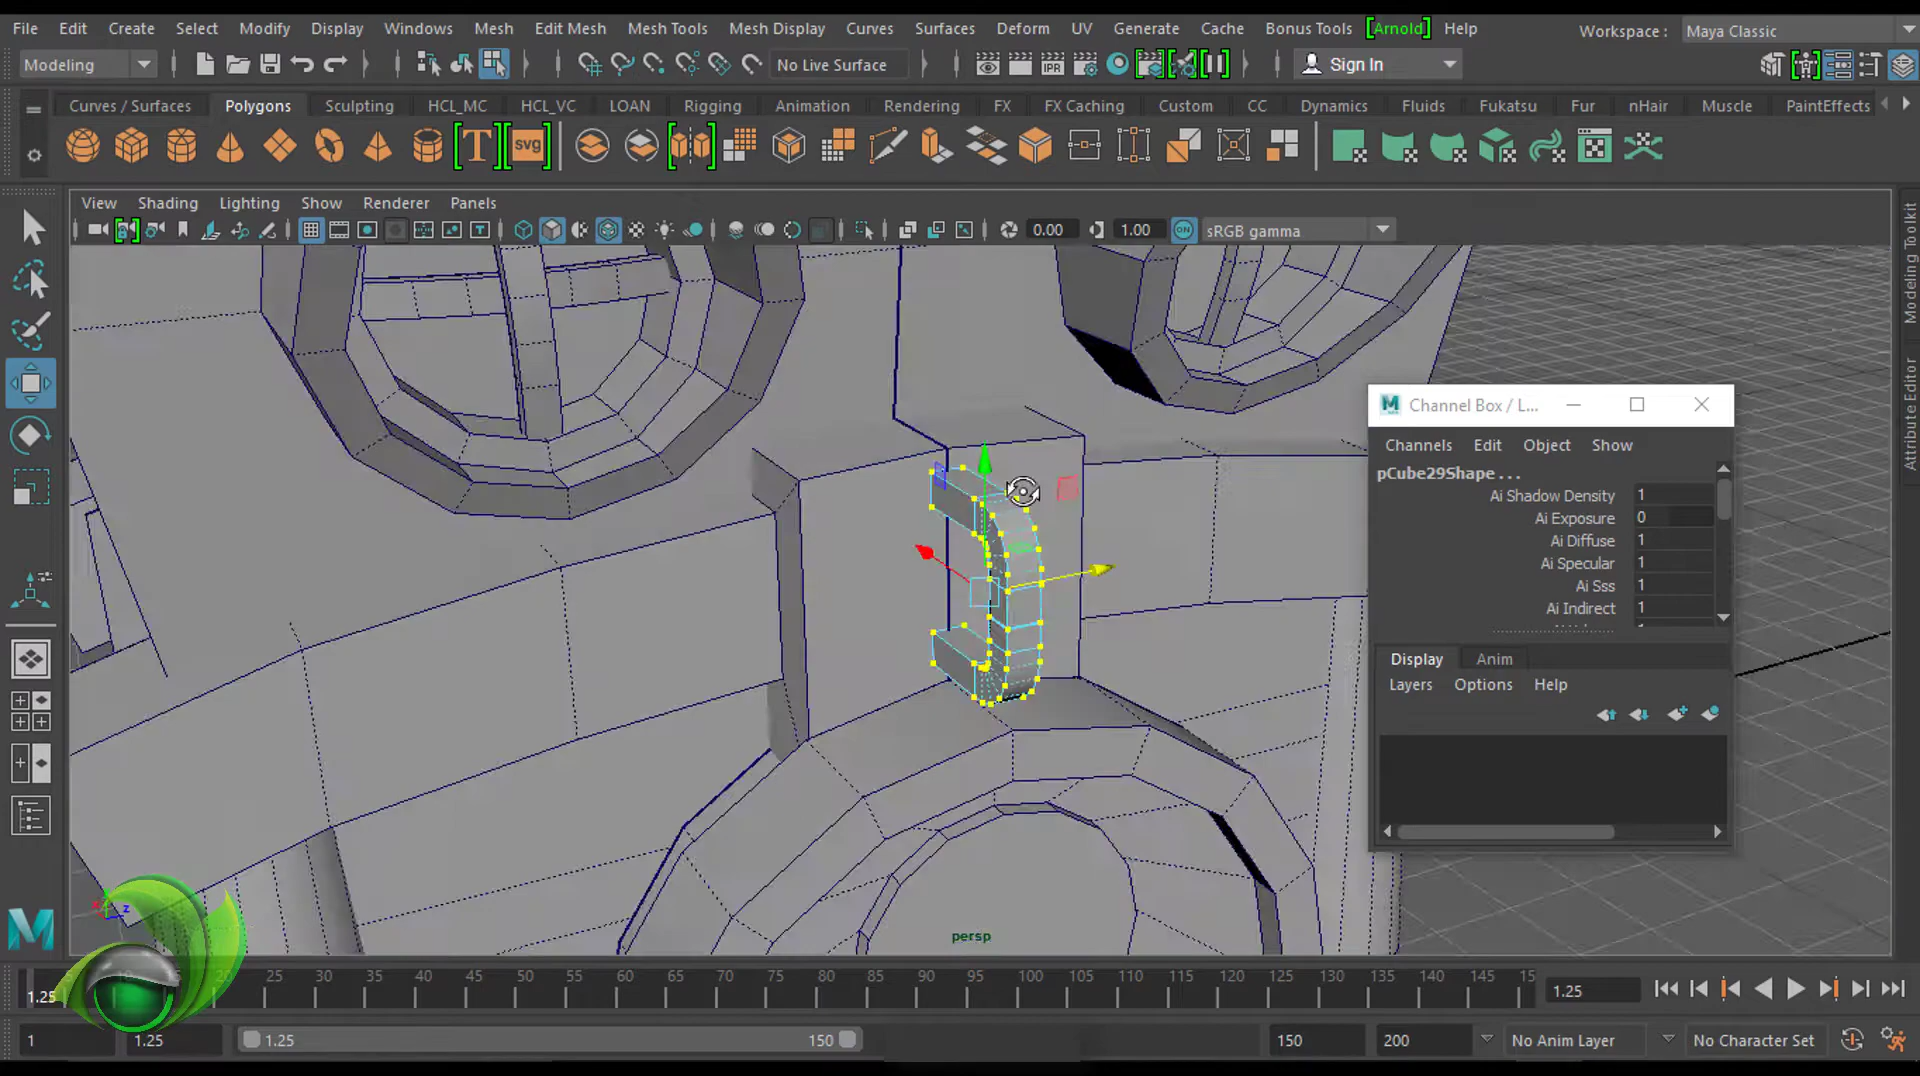 File Edit Create Select Modify Display Windows Mesh Edit Mesh Mesh Tools Mesh Display Curves Surfaces Deform UV Generate Cache Bonus Tools [Arnold] Help Workspace : Maya Classic
Modeling No Live Surface IPR Sign In
Curves / Surfaces Polygons Sculpting HCL_MC HCL_VC LOAN Rigging Animation Rendering FX FX Caching Custom CC Dynamics Fluids Fukatsu Fur nHair Muscle PaintEffects
T svg
View Shading Lighting Show Renderer Panels
0.00 1.00 ON sRGB gamma
Modeling Toolkit
Attribute Editor
Channel Box / L...
Channels Edit Object Show
pCube29Shape . . .
Ai Shadow Density 1
Ai Exposure 0
Ai Diffuse 1
Ai Specular 1
Ai Sss 1
Ai Indirect 1
Display Anim
Layers Options Help
z
persp
M
1.25 10 15 20 25 30 35 40 45 50 55 60 65 70 75 80 85 90 95 100 105 110 115 120 125 130 135 140 145 15 1.25
1 1.25 1.25 150 150 200 No Anim Layer No Character Set